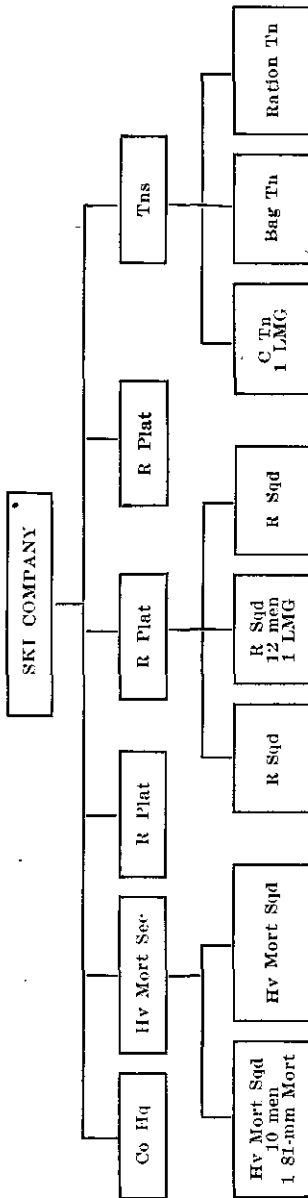 SKI COMPANY
Co Hq
Hv Mort Sec
R Plat
R Plat
R Plat
Tns
Hv Mort Sqd
10 men
1 81-mm Mort
Hv Mort Sqd
R Sqd
R Sqd
12 men
1 LMG
R Sqd
C Tn
1 LMG
Bag Tn
Ration Tn